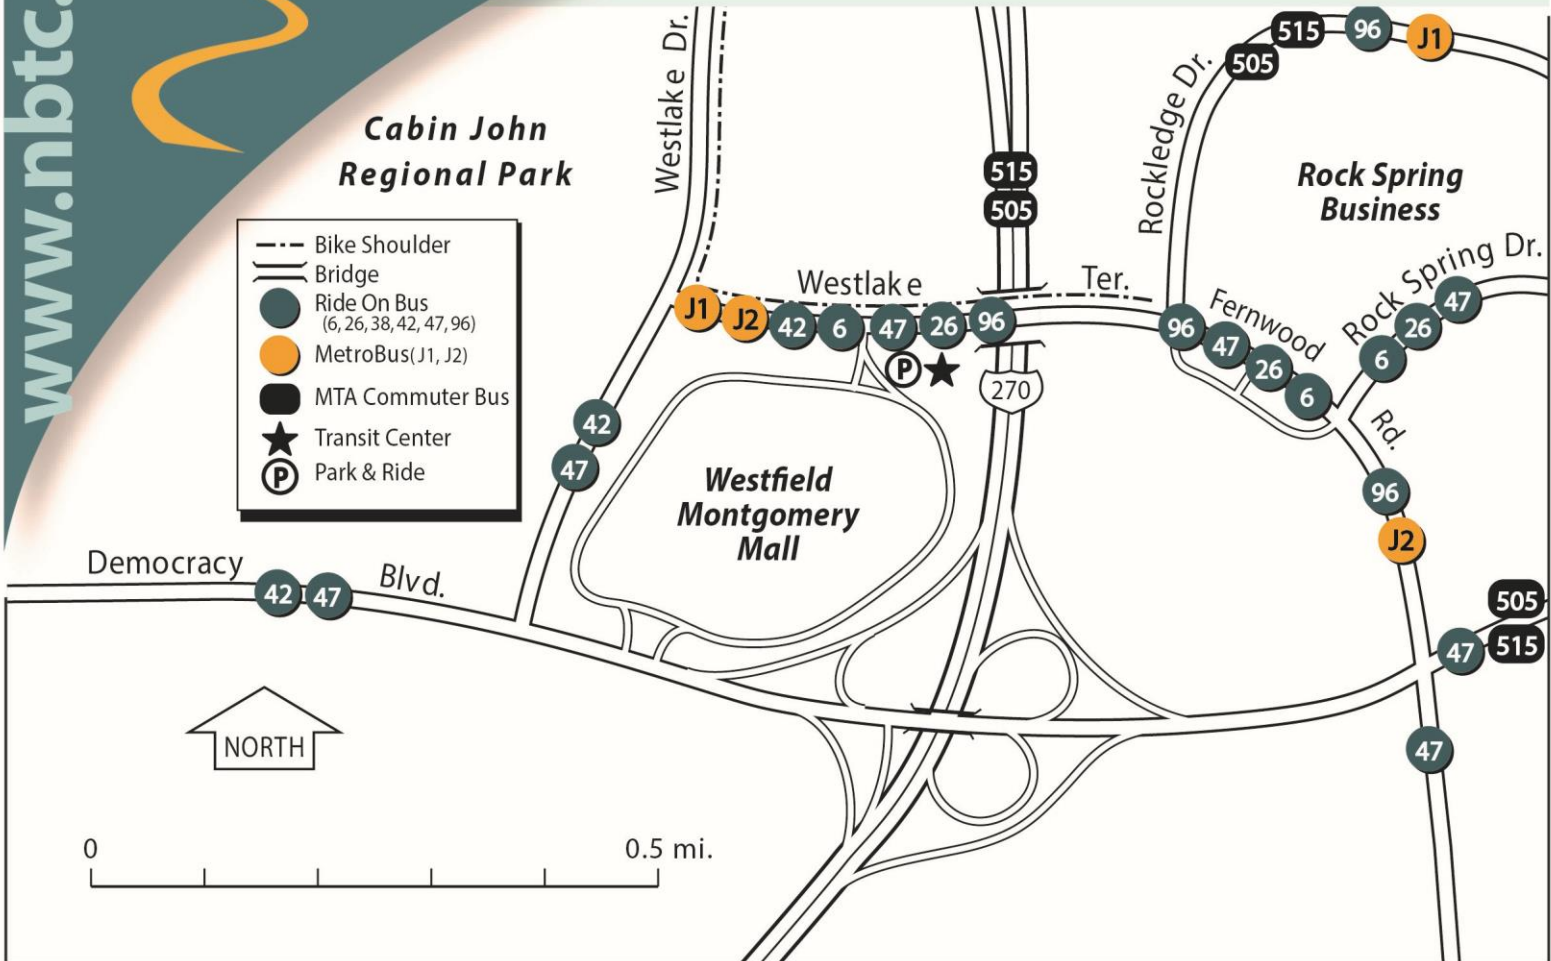 www.nbtc.
Westlake Dr.
Cabin John
Regional Park
Bike Shoulder
Bridge
Ride On Bus
(6, 26, 38, 42, 47, 96)
MetroBus(J1, J2)
MTA Commuter Bus
Transit Center
P Park & Ride
515
505
515
96
J1
505
Rockledge Dr.
Rock Spring
Business
Westlake Ter.
J1
J2
42
6
47
26
96
P
270
96
47
26
6
Fernwood Rd.
Rock Spring Dr.
6
26
47
42
47
Westfield
Montgomery
Mall
96
J2
Democracy Blvd.
42
47
505
47
515
47
NORTH
0
0.5 mi.